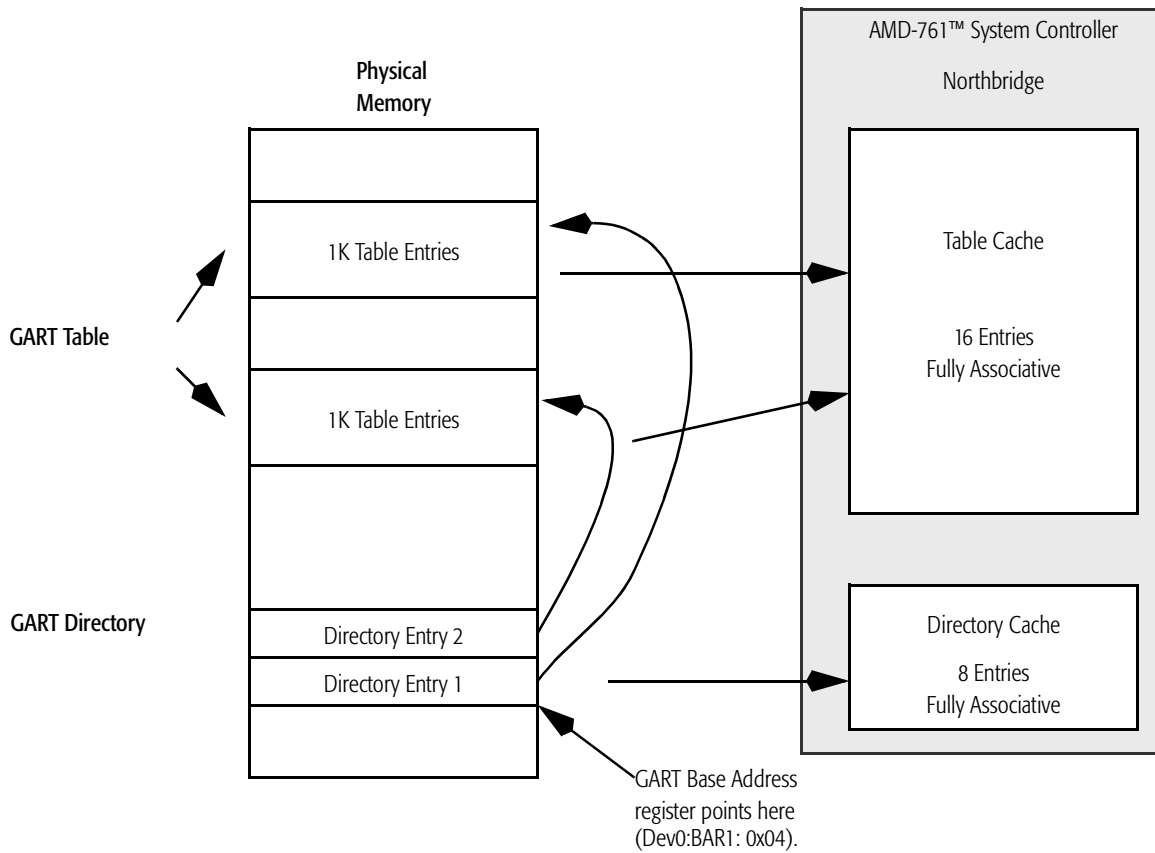 AMD-761™ System Controller
Northbridge
Physical
Memory
1K Table Entries
Table Cache
GART Table
16 Entries
Fully Associative
1K Table Entries
GART Directory
Directory Entry 2
Directory Entry 1
Directory Cache
8 Entries
Fully Associative
GART Base Address
register points here
(Dev0:BAR1: 0x04).